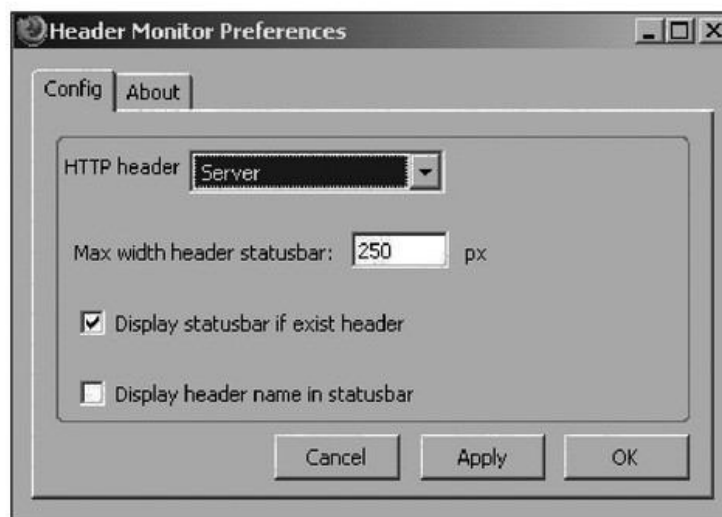 Header Monitor Preferences
Config About
HTTP header Server
Max width header statusbar: 250 px
Display statusbar if exist header
Display header name in statusbar
Cancel Apply OK